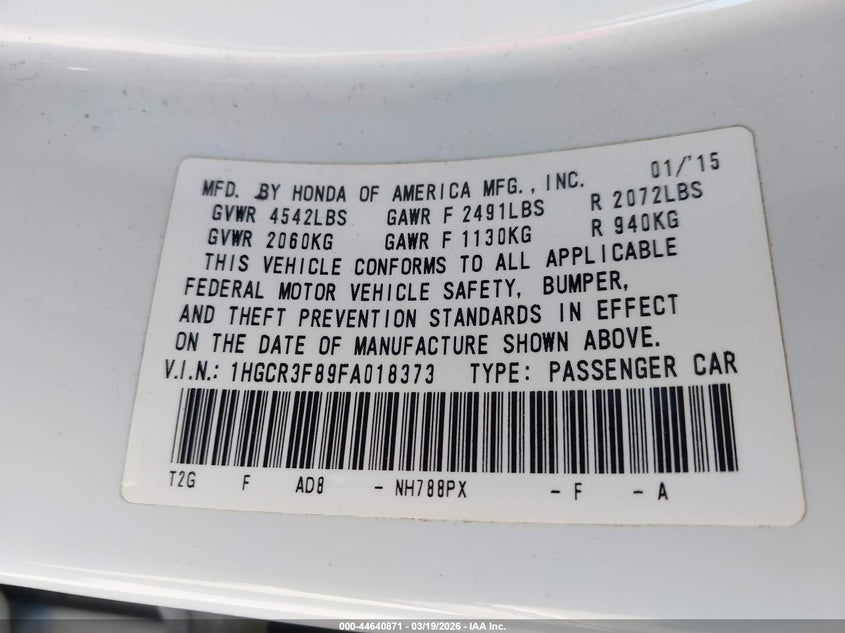 MFD. BY HONDA OF AMERICA MFG., INC. 01/'15
GVWR 4542LBS GAWR F 2491LBS R 2072LBS
GVWR 2060KG GAWR F 1130KG R 940KG
THIS VEHICLE CONFORMS TO ALL APPLICABLE
FEDERAL MOTOR VEHICLE SAFETY, BUMPER,
AND THEFT PREVENTION STANDARDS IN EFFECT
ON THE DATE OF MANUFACTURE SHOWN ABOVE.
V.I.N.: 1HGCR3F89FA018373 TYPE: PASSENGER CAR
T2G F AD8 - NH788PX - F - A
000-44640871 - 03/19/2026 - IAA Inc.